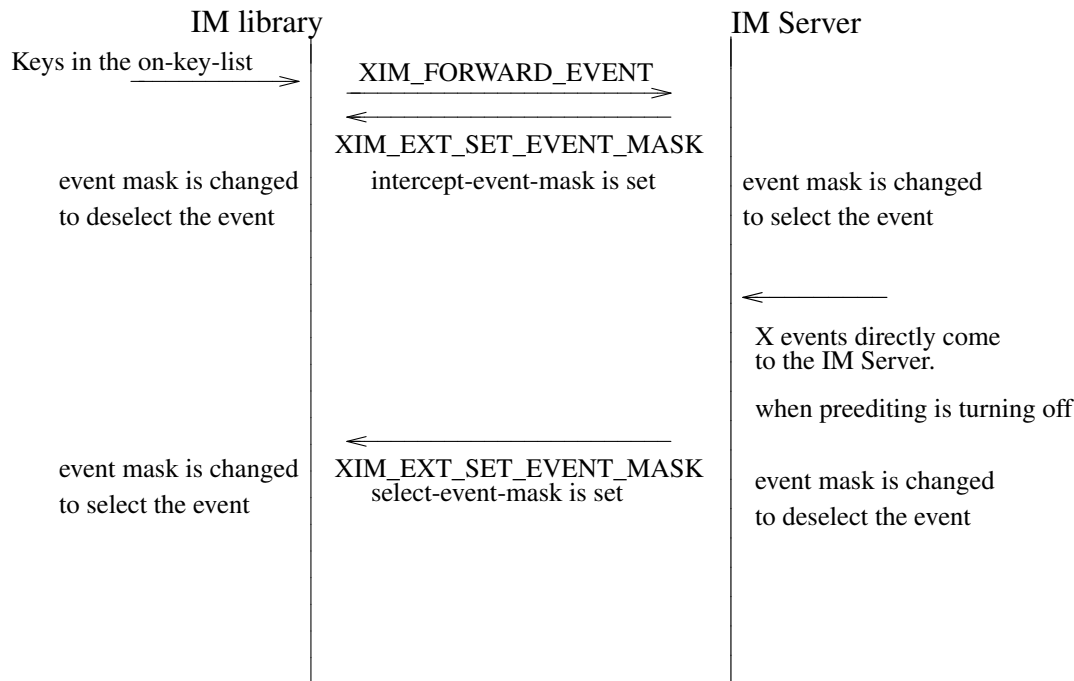 IM library
IM Server
Keys in the on-key-list
XIM_FORWARD_EVENT
XIM_EXT_SET_EVENT_MASK
intercept-event-mask is set
event mask is changed
to deselect the event
event mask is changed
to select the event
X events directly come
to the IM Server.
when preediting is turning off
XIM_EXT_SET_EVENT_MASK
select-event-mask is set
event mask is changed
to select the event
event mask is changed
to deselect the event